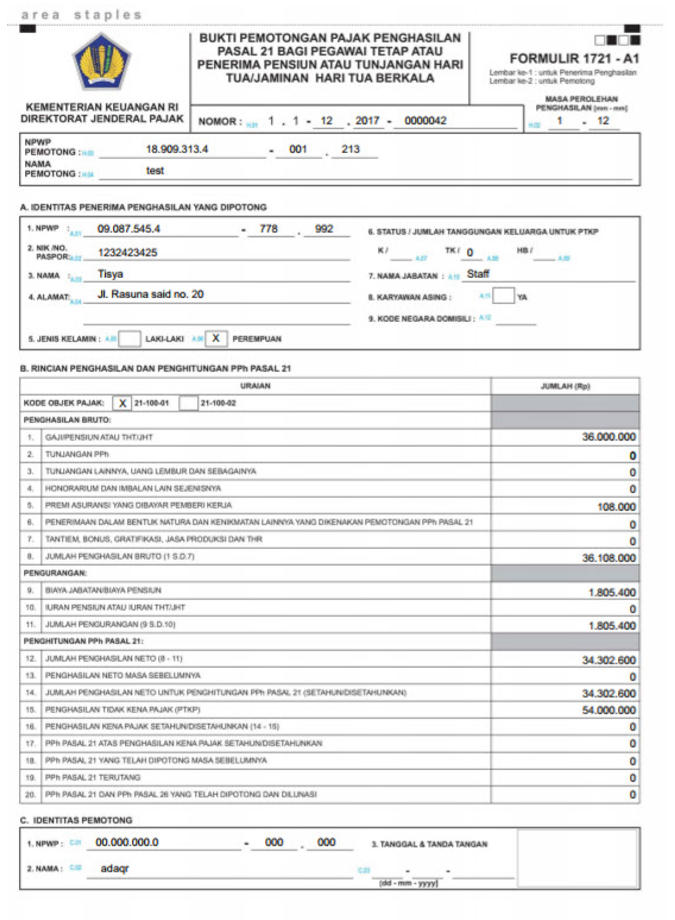 area staples
BUKTI PEMOTONGAN PAJAK PENGHASILAN
PASAL 21 BAGI PEGAWAI TETAP ATAU
PENERIMA PENSIUN ATAU TUNJANGAN HARI
TUA/JAMINAN HARI TUA BERKALA
FORMULIR 1721 - A1
Lembar ke-1 : untuk Penerima Penghasilan
Lembar ke-2 : untuk Pemotong
KEMENTERIAN KEUANGAN RI
DIREKTORAT JENDERAL PAJAK
NOMOR : H.01 1 . 1 - 12 . 2017 - 0000042
MASA PEROLEHAN
PENGHASILAN [mm - mm]
H.02 1 - 12
NPWP
PEMOTONG : H.03 18.909.313.4 - 001 . 213
NAMA
PEMOTONG : H.04 test
A. IDENTITAS PENERIMA PENGHASILAN YANG DIPOTONG
1. NPWP : A.01 09.087.545.4 - 778 . 992
2. NIK /NO.
PASPOR: A.02 1232423425
3. NAMA : A.03 Tisya
4. ALAMAT: A.04 Jl. Rasuna said no. 20
5. JENIS KELAMIN : A.05 LAKI-LAKI A.06 X PEREMPUAN
6. STATUS / JUMLAH TANGGUNGAN KELUARGA UNTUK PTKP
K / A.07 TK / 0 A.08 HB / A.09
7. NAMA JABATAN : A.10 Staff
8. KARYAWAN ASING : A.11 YA
9. KODE NEGARA DOMISILI : A.12
B. RINCIAN PENGHASILAN DAN PENGHITUNGAN PPh PASAL 21
URAIAN JUMLAH (Rp)
KODE OBJEK PAJAK: X 21-100-01 21-100-02
PENGHASILAN BRUTO:
1. GAJI/PENSIUN ATAU THT/JHT 36.000.000
2. TUNJANGAN PPh 0
3. TUNJANGAN LAINNYA, UANG LEMBUR DAN SEBAGAINYA 0
4. HONORARIUM DAN IMBALAN LAIN SEJENISNYA 0
5. PREMI ASURANSI YANG DIBAYAR PEMBERI KERJA 108.000
6. PENERIMAAN DALAM BENTUK NATURA DAN KENIKMATAN LAINNYA YANG DIKENAKAN PEMOTONGAN PPh PASAL 21 0
7. TANTIEM, BONUS, GRATIFIKASI, JASA PRODUKSI DAN THR 0
8. JUMLAH PENGHASILAN BRUTO (1 S.D.7) 36.108.000
PENGURANGAN:
9. BIAYA JABATAN/BIAYA PENSIUN 1.805.400
10. IURAN PENSIUN ATAU IURAN THT/JHT 0
11. JUMLAH PENGURANGAN (9 S.D.10) 1.805.400
PENGHITUNGAN PPh PASAL 21:
12. JUMLAH PENGHASILAN NETO (8 - 11) 34.302.600
13. PENGHASILAN NETO MASA SEBELUMNYA 0
14. JUMLAH PENGHASILAN NETO UNTUK PENGHITUNGAN PPh PASAL 21 (SETAHUN/DISETAHUNKAN) 34.302.600
15. PENGHASILAN TIDAK KENA PAJAK (PTKP) 54.000.000
16. PENGHASILAN KENA PAJAK SETAHUN/DISETAHUNKAN (14 - 15) 0
17. PPh PASAL 21 ATAS PENGHASILAN KENA PAJAK SETAHUN/DISETAHUNKAN 0
18. PPh PASAL 21 YANG TELAH DIPOTONG MASA SEBELUMNYA 0
19. PPh PASAL 21 TERUTANG 0
20. PPh PASAL 21 DAN PPh PASAL 26 YANG TELAH DIPOTONG DAN DILUNASI 0
C. IDENTITAS PEMOTONG
1. NPWP : C.01 00.000.000.0 - 000 . 000
2. NAMA : C.02 adaqr
3. TANGGAL & TANDA TANGAN
C.03 - -
[dd - mm - yyyy]